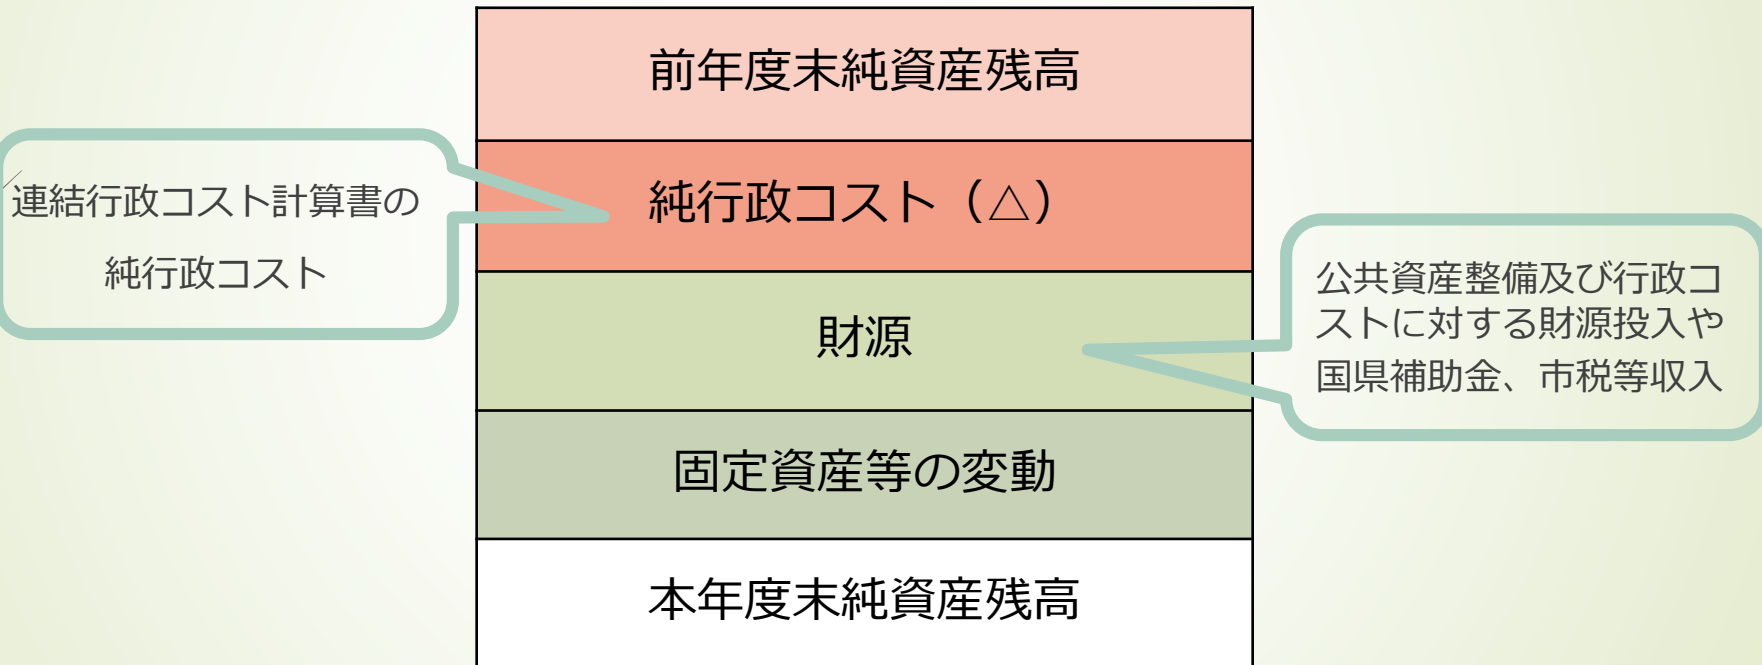 前年度末純資産残高
連結行政コスト計算書の
純行政コスト
純行政コスト（△）
財源
公共資産整備及び行政コ
ストに対する財源投入や
国県補助金、市税等収入
固定資産等の変動
本年度末純資産残高